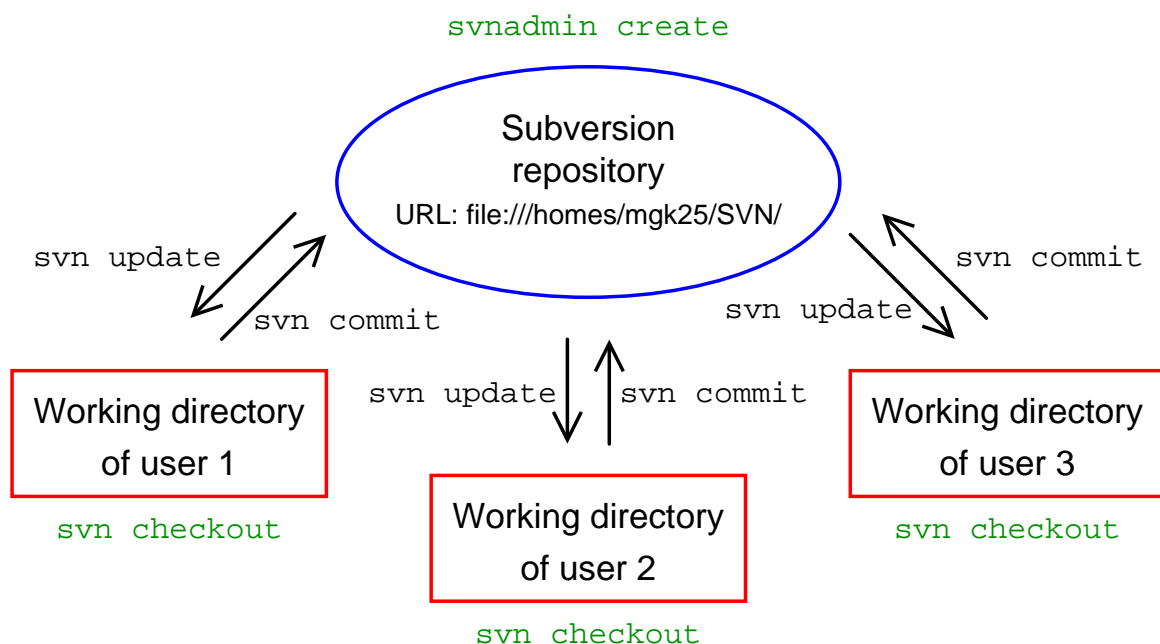 svnadmin create
Subversion
repository
URL: file:///homes/mgk25/SVN/
svn update
svn commit
svn commit
svn update
svn update
svn commit
Working directory
of user 1
svn checkout
Working directory
of user 2
svn checkout
Working directory
of user 3
svn checkout